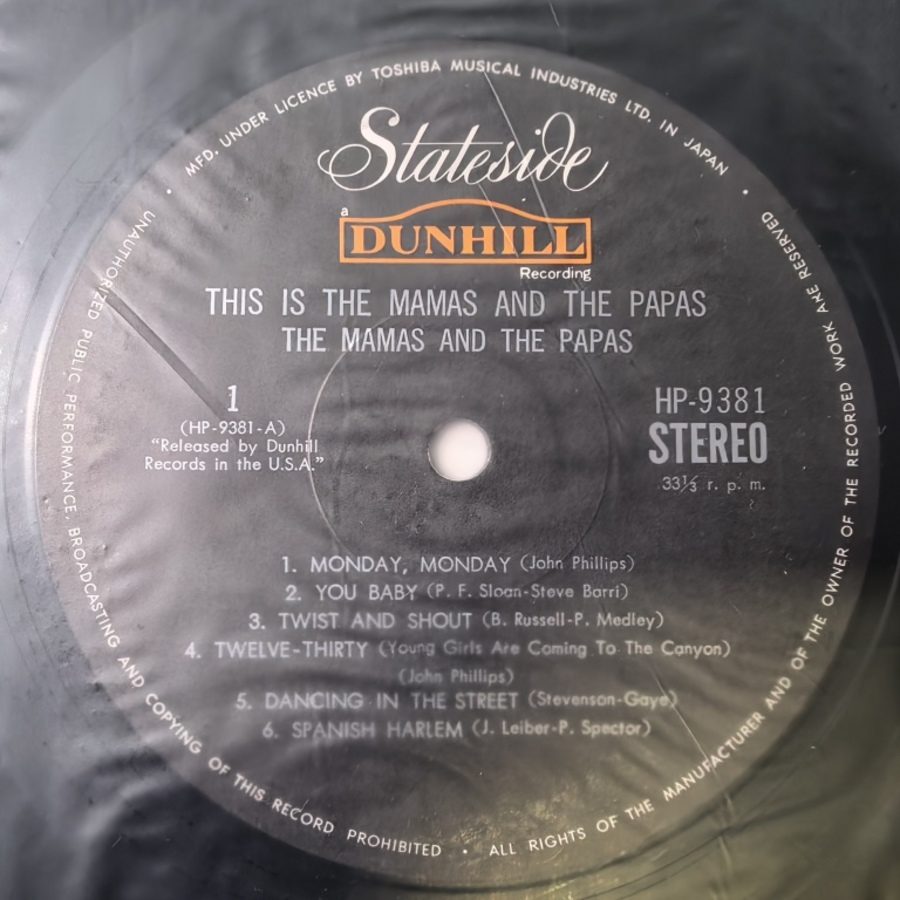 MFD. UNDER LICENCE BY TOSHIBA MUSICAL INDUSTRIES LTD. IN JAPAN
Stateside
a
DUNHILL
Recording
THIS IS THE MAMAS AND THE PAPAS
THE MAMAS AND THE PAPAS
1
(HP-9381-A)
"Released by Dunhill
Records in the U.S.A."
HP-9381
STEREO
33⅓ r. p. m.
1. MONDAY, MONDAY (John Phillips)
2. YOU BABY (P. F. Sloan-Steve Barri)
3. TWIST AND SHOUT (B. Russell-P. Medley)
4. TWELVE-THIRTY (Young Girls Are Coming To The Canyon)
(John Phillips)
5. DANCING IN THE STREET (Stevenson-Gaye)
6. SPANISH HARLEM (J. Leiber-P. Spector)
UNAUTHORIZED PUBLIC PERFORMANCE, BROADCASTING AND COPYING OF THIS RECORD PROHIBITED • ALL RIGHTS OF THE MANUFACTURER AND OF THE OWNER OF THE RECORDED WORK ARE RESERVED